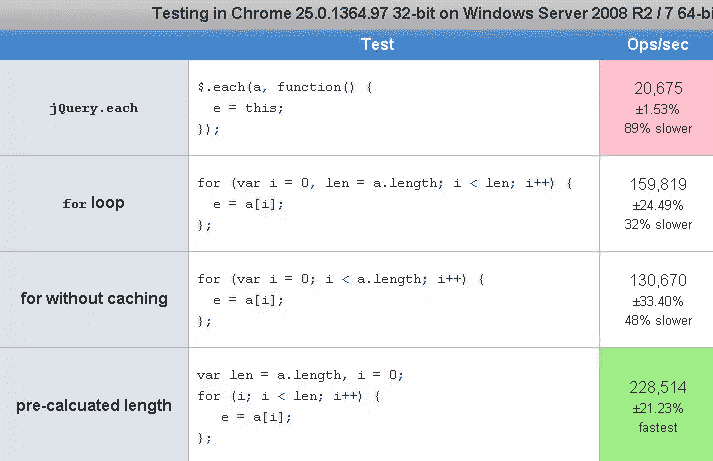 Testing in Chrome 25.0.1364.97 32-bit on Windows Server 2008 R2 / 7 64-bi
Test Ops/sec
jQuery.each
$.each(a, function() {
e = this;
});
20,675
±1.53%
89% slower
for loop
for (var i = 0, len = a.length; i < len; i++) {
e = a[i];
};
159,819
±24.49%
32% slower
for without caching
for (var i = 0; i < a.length; i++) {
e = a[i];
};
130,670
±33.40%
48% slower
pre-calcuated length
var len = a.length, i = 0;
for (i; i < len; i++) {
e = a[i];
};
228,514
±21.23%
fastest